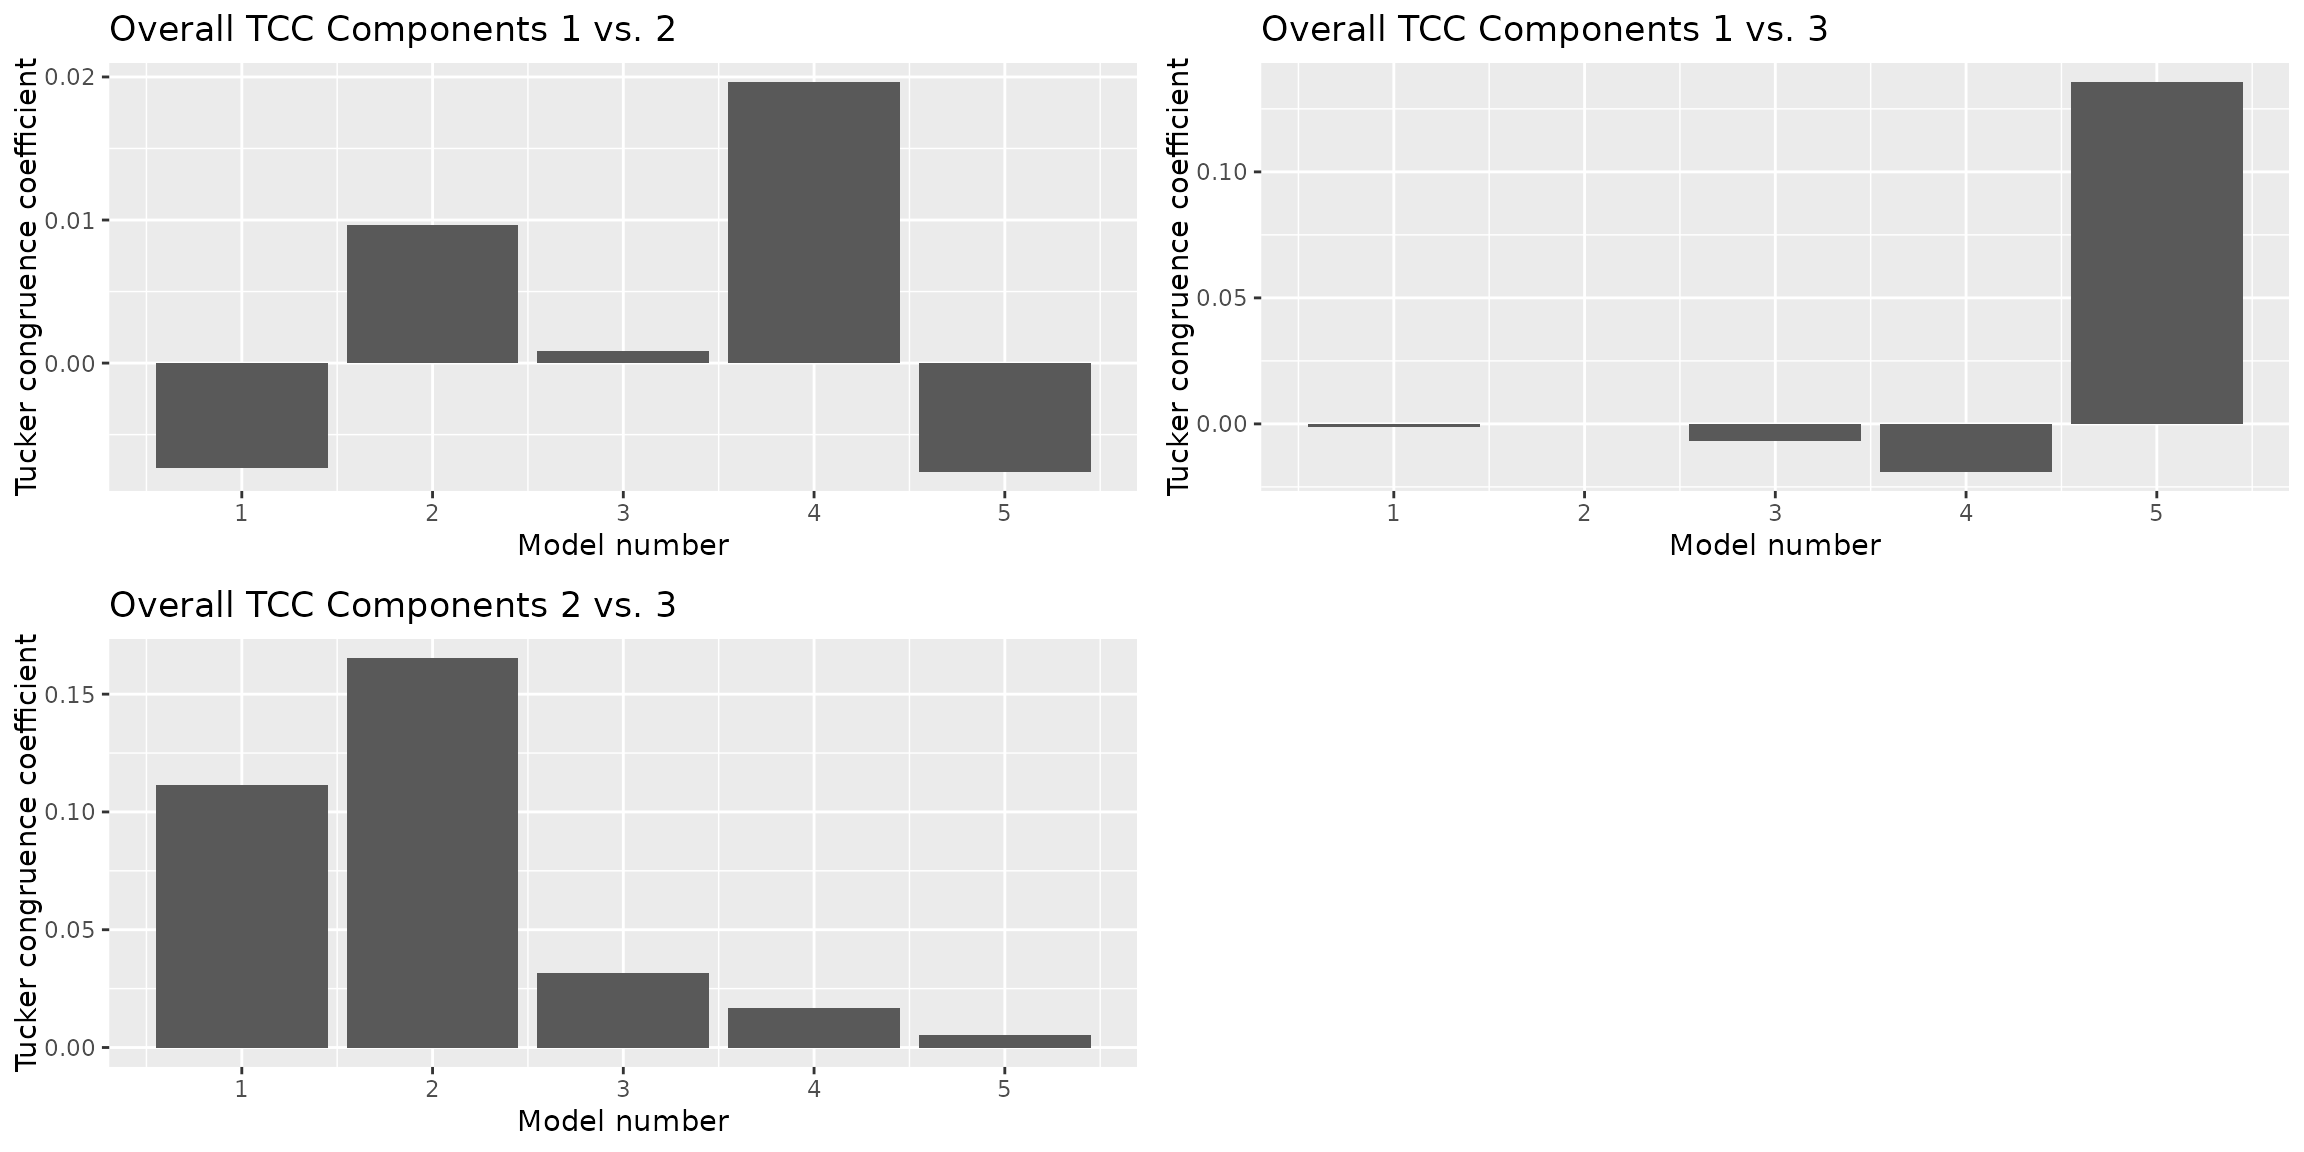 Overall TCC Components 1 vs. 2
Tucker congruence coefficient
0.02
0.01
0.00
1 2 3 4 5
Model number
Overall TCC Components 1 vs. 3
Tucker congruence coefficient
0.10
0.05
0.00
1 2 3 4 5
Model number
Overall TCC Components 2 vs. 3
Tucker congruence coefficient
0.15
0.10
0.05
0.00
1 2 3 4 5
Model number